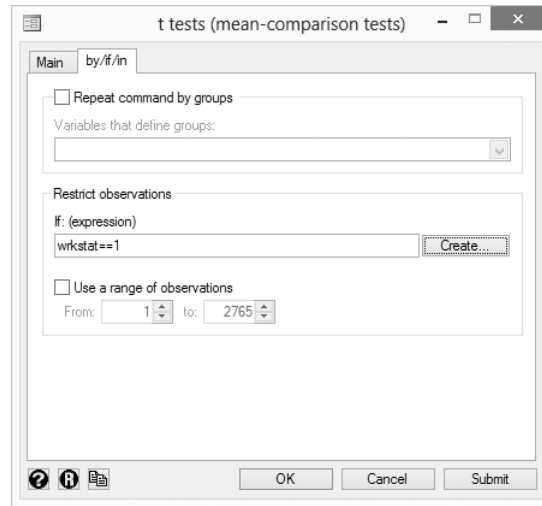 t tests (mean-comparison tests)
Main by/if/in
Repeat command by groups
Variables that define groups:
Restrict observations
If: (expression)
wrkstat==1 Create...
Use a range of observations
From: 1 to: 2765
? R OK Cancel Submit